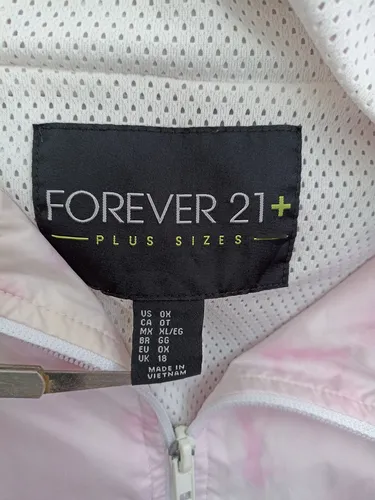 FOREVER 21+
PLUS SIZES
US 0X
CA 0T
MX XL/EG
BR GG
EU 0X
UK 18
MADE IN
VIETNAM